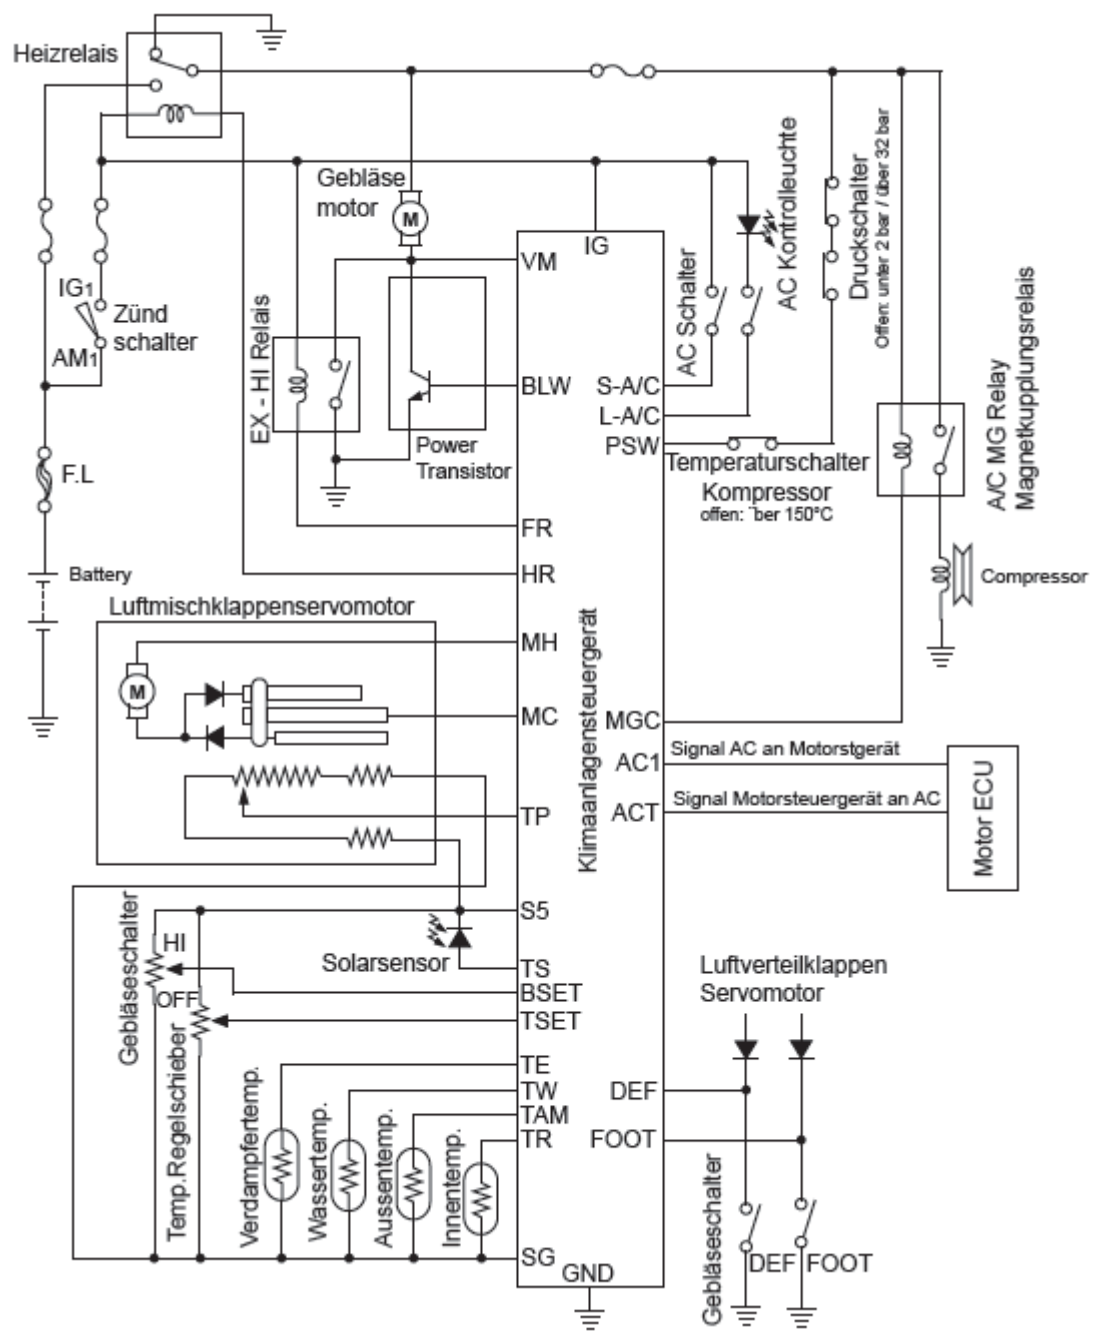 Heizrelais
Gebläse
motor
M
IG1
AM1
Zünd
schalter
F.L
Battery
EX - HI Relais
Power
Transistor
IG
VM
BLW
FR
HR
AC Schalter
AC Kontrolleuchte
Druckschalter
Offen: unter 2 bar / über 32 bar
S-A/C
L-A/C
PSW
Temperaturschalter
Kompressor
offen: ¨ber 150°C
A/C MG Relay
Magnetkupplungsrelais
Compressor
Luftmischklappenservomotor
M
MH
MC
TP
Klimaanlagensteuergerät
MGC
AC1
ACT
Signal AC an Motorstgerät
Signal Motorsteuergerät an AC
Motor ECU
Gebläseschalter
HI
OFF
Temp.Regelschieber
Solarsensor
S5
TS
BSET
TSET
TE
TW
TAM
TR
Verdampfertemp.
Wassertemp.
Aussentemp.
Innentemp.
SG
GND
Luftverteilklappen
Servomotor
DEF
FOOT
Gebläseschalter
DEF FOOT